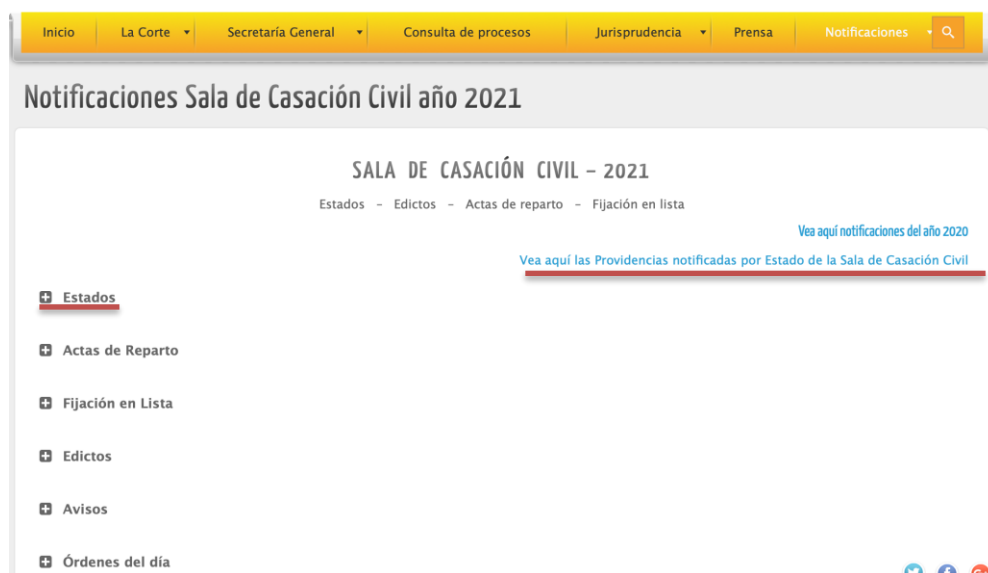 Inicio La Corte Secretaría General Consulta de procesos Jurisprudencia Prensa Notificaciones
Notificaciones Sala de Casación Civil año 2021
SALA DE CASACIÓN CIVIL – 2021
Estados – Edictos – Actas de reparto – Fijación en lista
Vea aquí notificaciones del año 2020
Vea aquí las Providencias notificadas por Estado de la Sala de Casación Civil
Estados
Actas de Reparto
Fijación en Lista
Edictos
Avisos
Órdenes del día